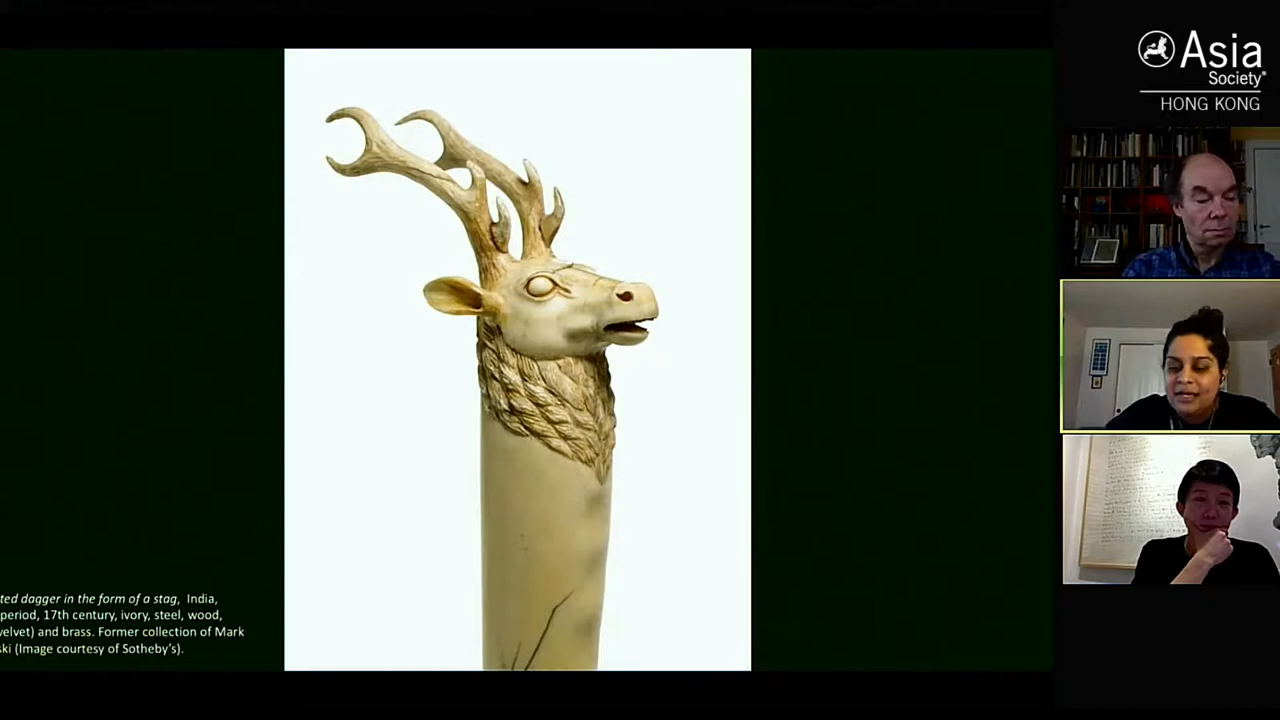 Asia
Society
HONG KONG
ted dagger in the form of a stag, India,
period, 17th century, ivory, steel, wood,
velvet) and brass. Former collection of Mark
ski (Image courtesy of Sotheby's).